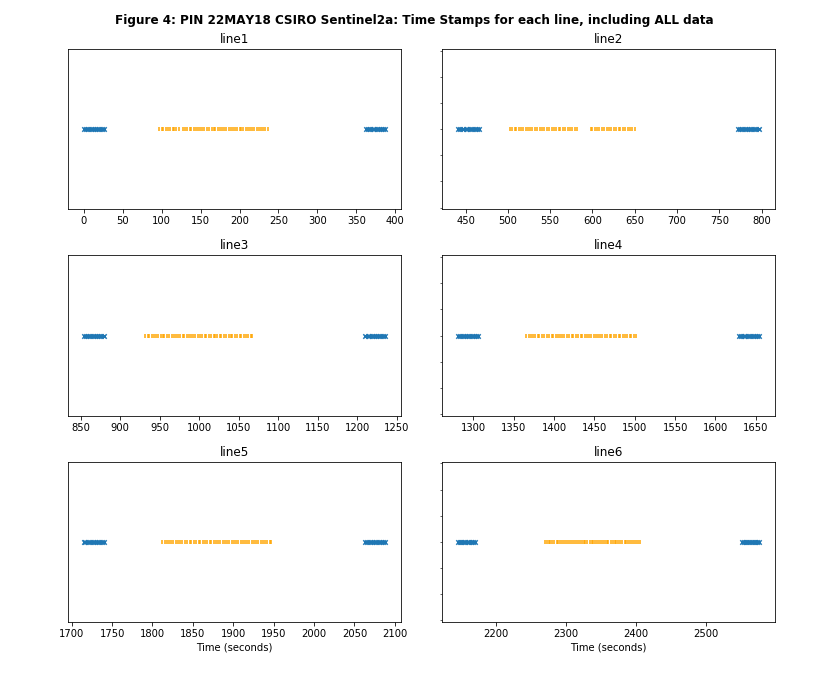 Figure 4: PIN 22MAY18 CSIRO Sentinel2a: Time Stamps for each line, including ALL data
line1
line2
0 50 100 150 200 250 300 350 400
450 500 550 600 650 700 750 800
line3
line4
850 900 950 1000 1050 1100 1150 1200 1250
1300 1350 1400 1450 1500 1550 1600 1650
line5
line6
1700 1750 1800 1850 1900 1950 2000 2050 2100
2200 2300 2400 2500
Time (seconds)
Time (seconds)